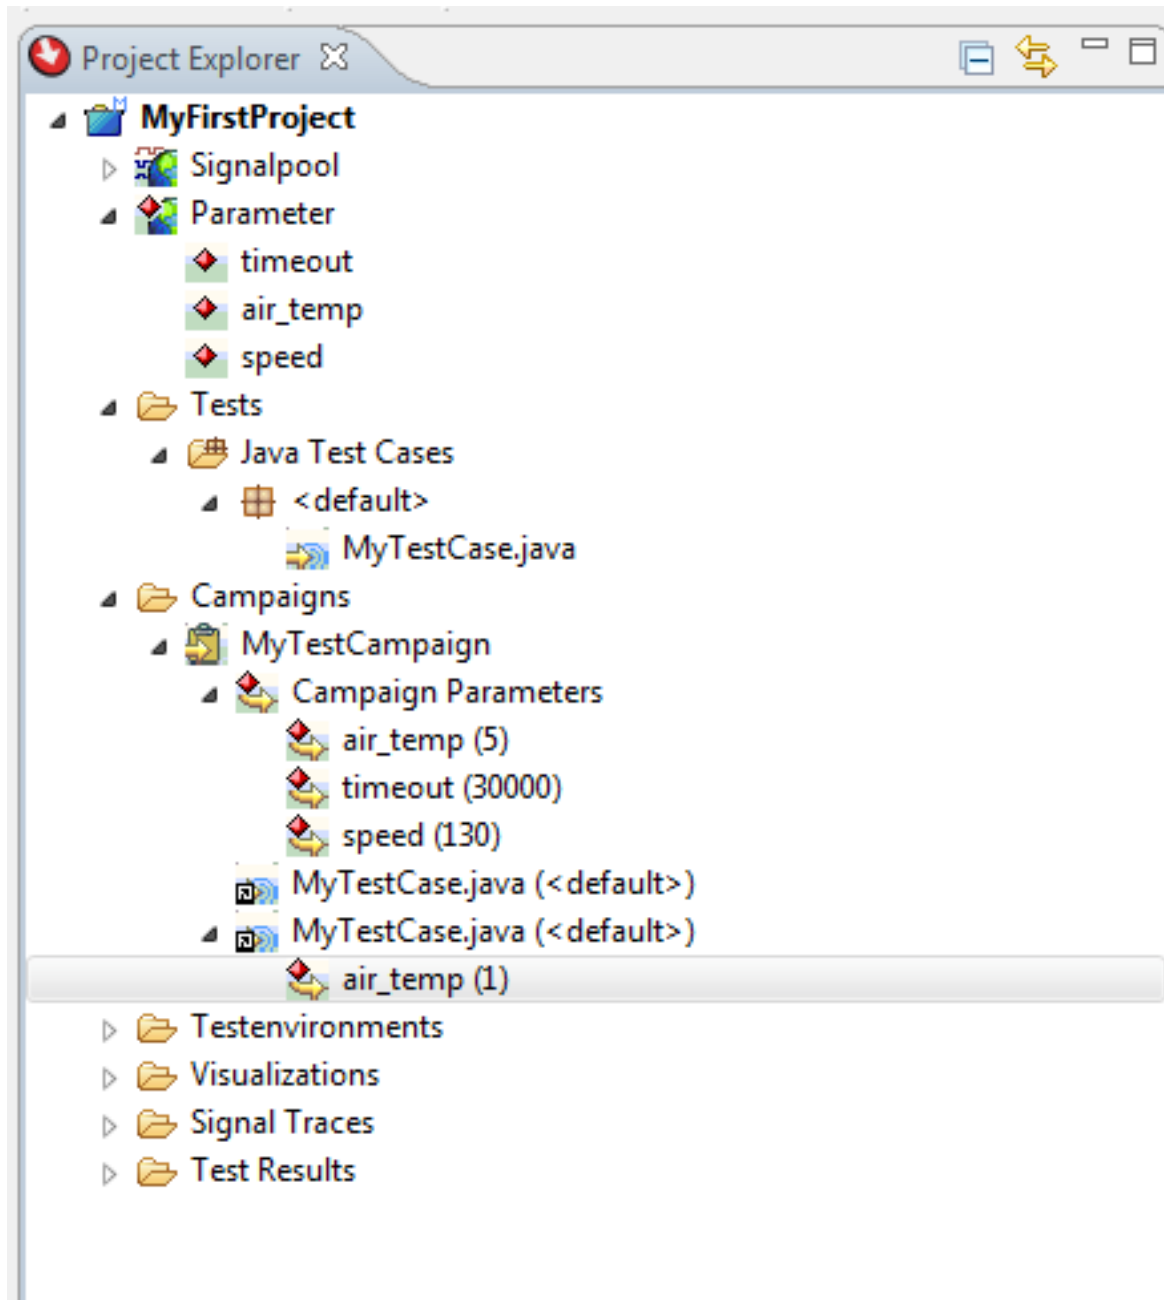 Project Explorer
MyFirstProject
Signalpool
Parameter
timeout
air_temp
speed
Tests
Java Test Cases
<default>
MyTestCase.java
Campaigns
MyTestCampaign
Campaign Parameters
air_temp (5)
timeout (30000)
speed (130)
MyTestCase.java (<default>)
MyTestCase.java (<default>)
air_temp (1)
Testenvironments
Visualizations
Signal Traces
Test Results